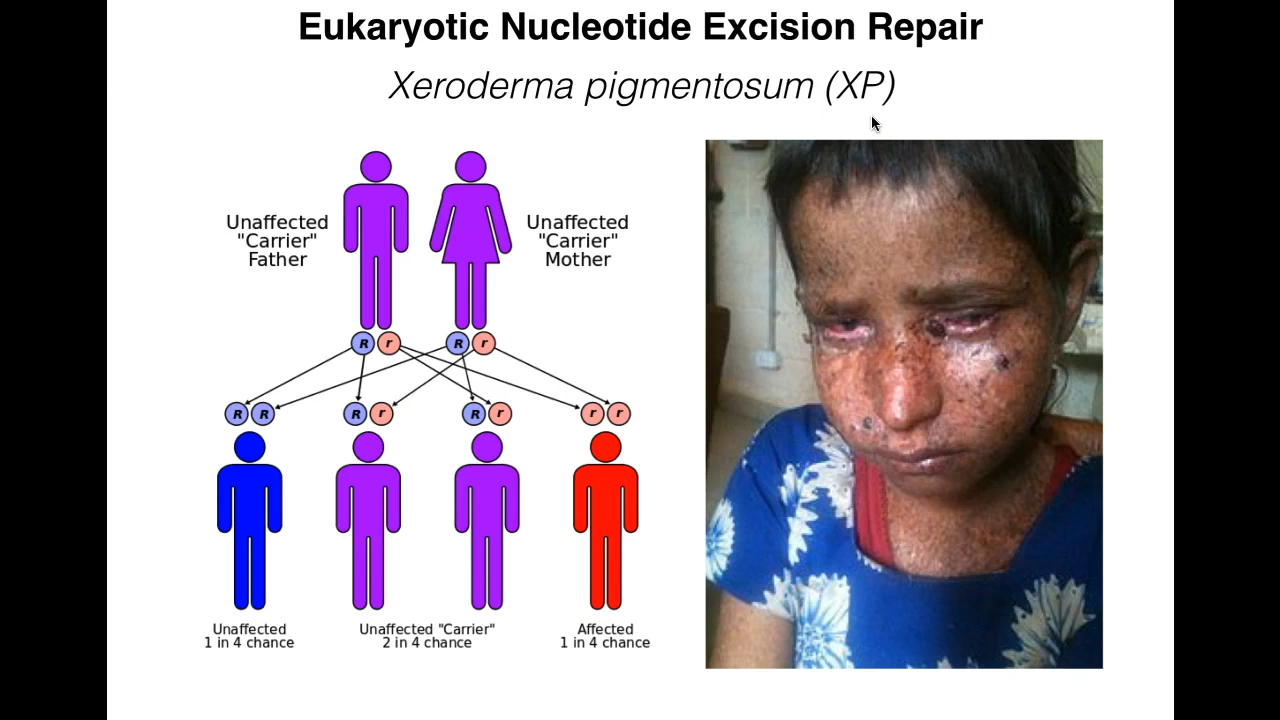 Eukaryotic Nucleotide Excision Repair
Xeroderma pigmentosum (XP)
Unaffected
"Carrier"
Father
Unaffected
"Carrier"
Mother
R r R r
R R R r R r r r
Unaffected
1 in 4 chance
Unaffected "Carrier"
2 in 4 chance
Affected
1 in 4 chance